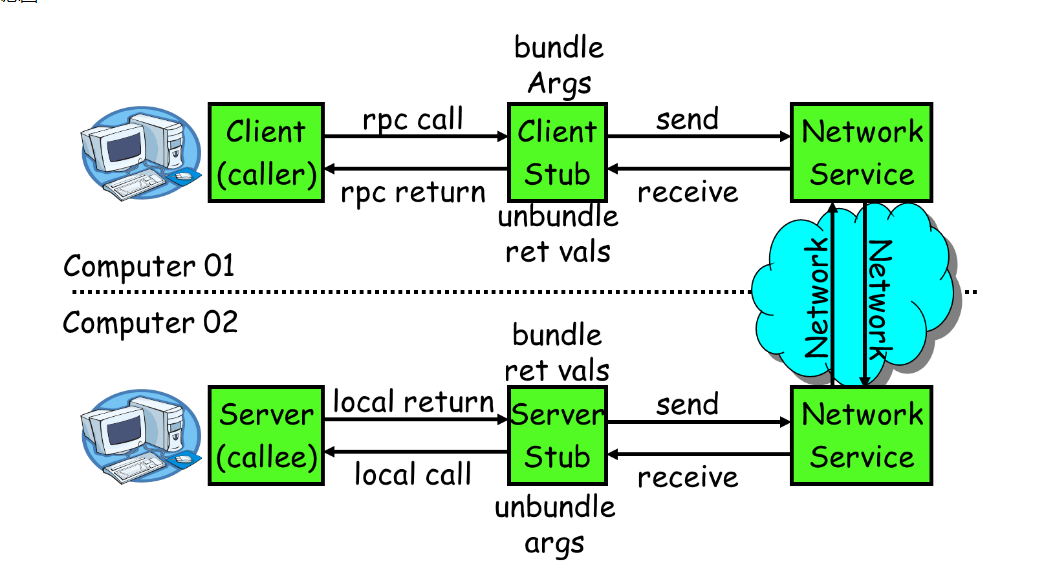 bundle
Args
Client
(caller)
rpc call
rpc return
Client
Stub
send
receive
Network
Service
unbundle
ret vals
Network
Network
Computer 01
Computer 02
bundle
ret vals
Server
(callee)
local return
local call
Server
Stub
send
receive
Network
Service
unbundle
args